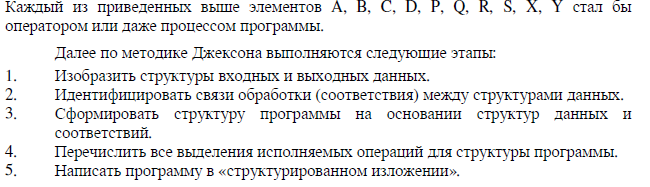 Каждый из приведенных выше элементов A, B, C, D, P, Q, R, S, X, Y стал бы
оператором или даже процессом программы.
Далее по методике Джексона выполняются следующие этапы:
1. Изобразить структуры входных и выходных данных.
2. Идентифицировать связи обработки (соответствия) между структурами данных.
3. Сформировать структуру программы на основании структур данных и
соответствий.
4. Перечислить все выделения исполняемых операций для структуры программы.
5. Написать программу в «структурированном изложении».